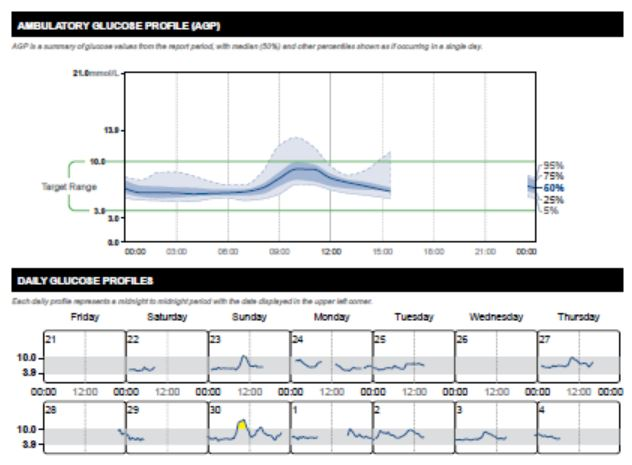 AMBULATORY GLUCOSE PROFILE (AGP)
AGP is a summary of glucose values from the report period, with median (50%) and other percentiles shown as if occurring in a single day.
21.0mmol/L
13.9
10.0
95%
75%
Target Range
50%
25%
3.9
5%
3.0
0.0
00:00 03:00 06:00 09:00 12:00 15:00 18:00 21:00 00:00
DAILY GLUCOSE PROFILES
Each daily profile represents a midnight to midnight period with the date displayed in the upper left corner.
Friday Saturday Sunday Monday Tuesday Wednesday Thursday
21 22 23 24 25 26 27
10.0
3.9
00:00 12:00 00:00 12:00 00:00 12:00 00:00 12:00 00:00 12:00 00:00 12:00 00:00 12:00 00:00
28 29 30 1 2 3 4
10.0
3.9